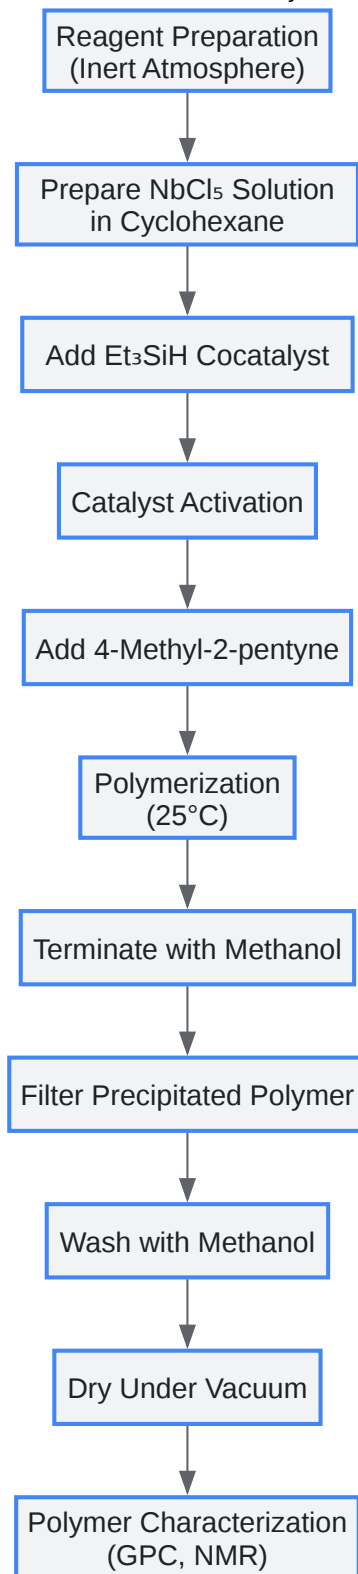 Reagent Preparation
(Inert Atmosphere)
Prepare NbCl₅ Solution
in Cyclohexane
Add Et₃SiH Cocatalyst
Catalyst Activation
Add 4-Methyl-2-pentyne
Polymerization
(25°C)
Terminate with Methanol
Filter Precipitated Polymer
Wash with Methanol
Dry Under Vacuum
Polymer Characterization
(GPC, NMR)